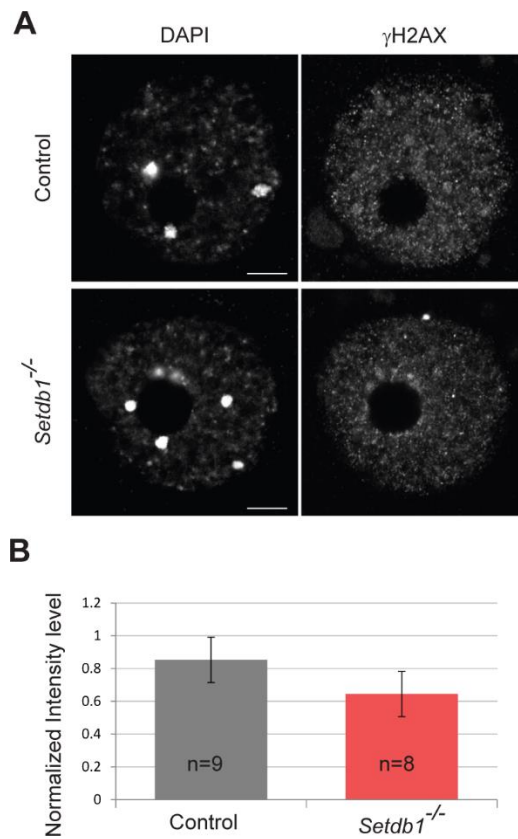 A
DAPI γH2AX
Control
Setdb1-/-
B
Normalized Intensity level
1.2
1
0.8
0.6
0.4
0.2
0
n=9 n=8
Control Setdb1-/-